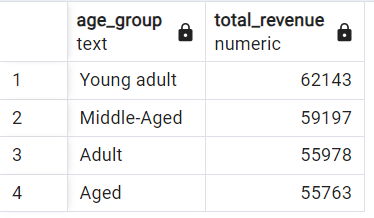 age_group total_revenue
text numeric
1 Young adult 62143
2 Middle-Aged 59197
3 Adult 55978
4 Aged 55763